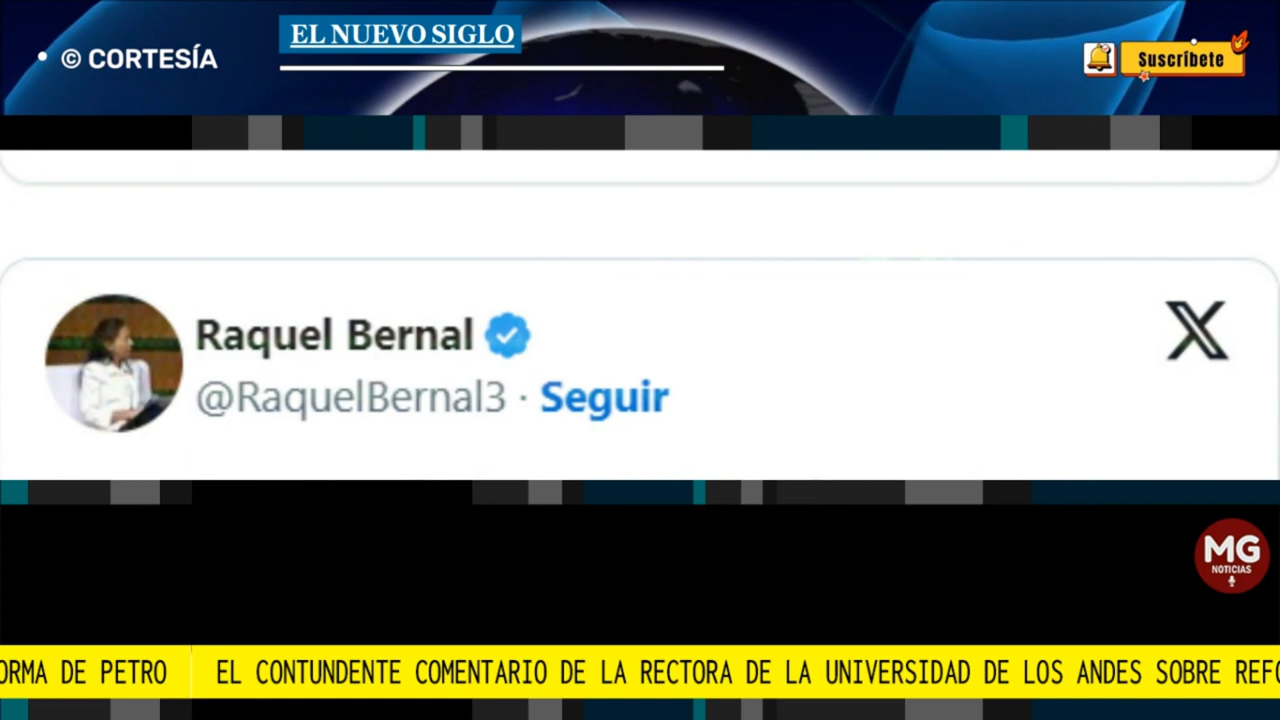 © CORTESÍA
EL NUEVO SIGLO
Suscríbete
Raquel Bernal
@RaquelBernal3 · Seguir
MG
NOTICIAS
ORMA DE PETRO EL CONTUNDENTE COMENTARIO DE LA RECTORA DE LA UNIVERSIDAD DE LOS ANDES SOBRE REFO